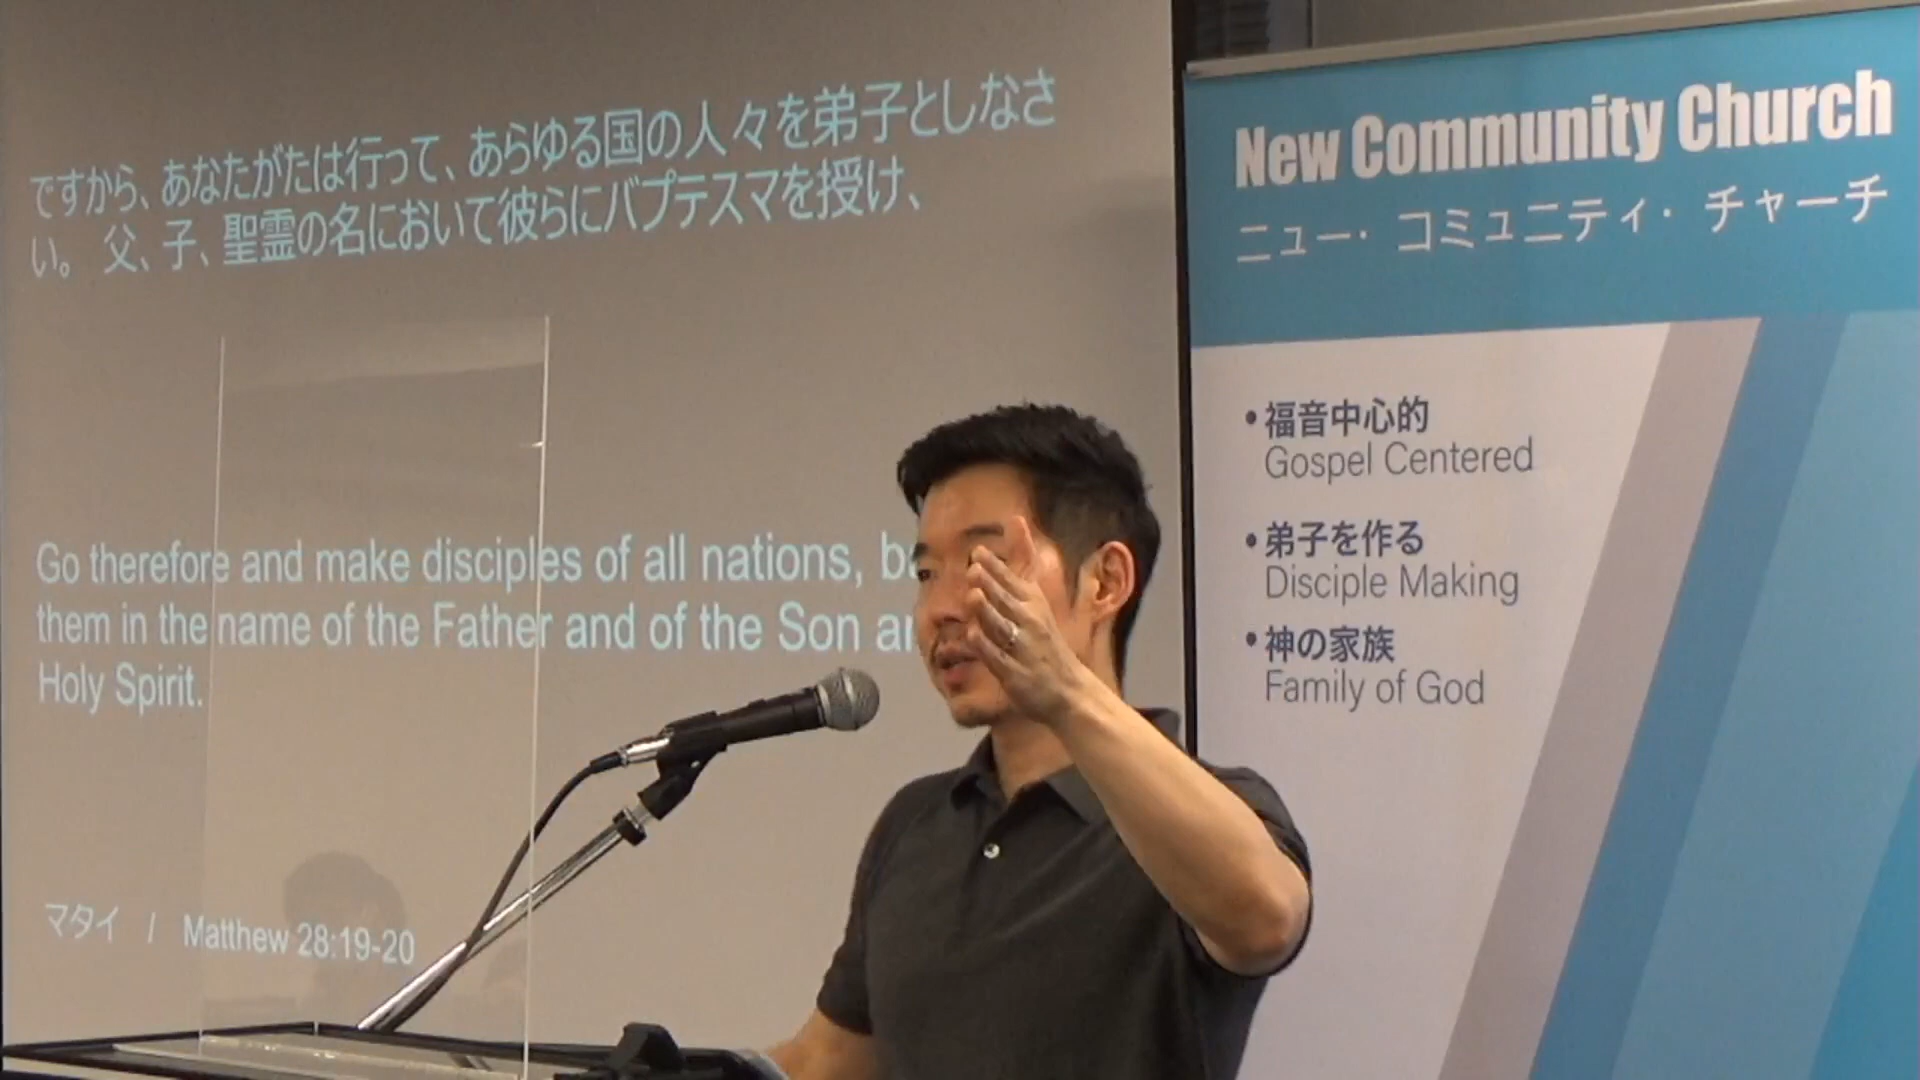 ですから、あなたがたは行って、あらゆる国の人々を弟子としなさ
い。 父、子、聖霊の名において彼らにバプテスマを授け、
Go therefore and make disciples of all nations,
them in the name of the Father and of the Son
Holy Spirit.
マタイ / Matthew 28:19-20
New Community Church
ニュー・コミュニティ・チャーチ
• 福音中心的
Gospel Centered
• 弟子を作る
Disciple Making
• 神の家族
Family of God